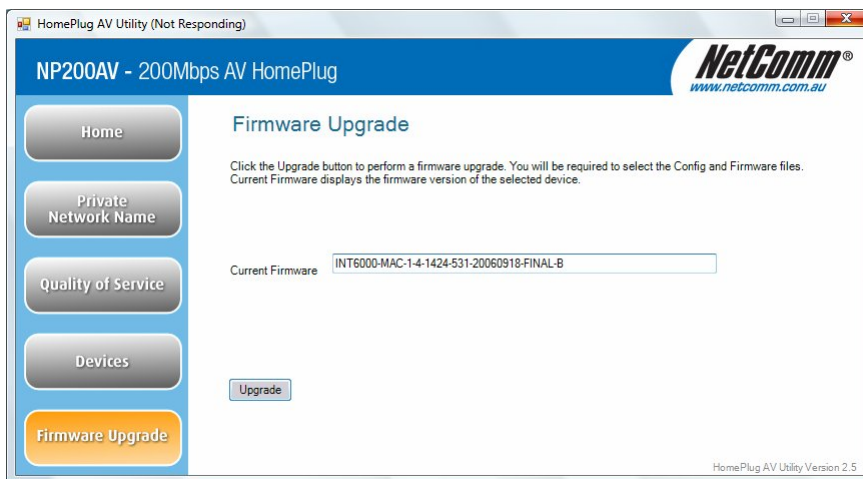 HomePlug AV Utility (Not Responding)
NP200AV - 200Mbps AV HomePlug
NetComm®
www.netcomm.com.au
Home
Private
Network Name
Quality of Service
Devices
Firmware Upgrade
Firmware Upgrade
Click the Upgrade button to perform a firmware upgrade. You will be required to select the Config and Firmware files.
Current Firmware displays the firmware version of the selected device.
Current Firmware
INT6000-MAC-1-4-1424-531-20060918-FINAL-B
Upgrade
HomePlug AV Utility Version 2.5